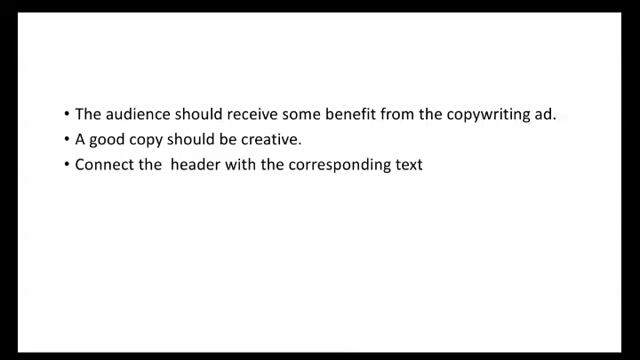 • The audience should receive some benefit from the copywriting ad.
• A good copy should be creative.
• Connect the  header with the corresponding text